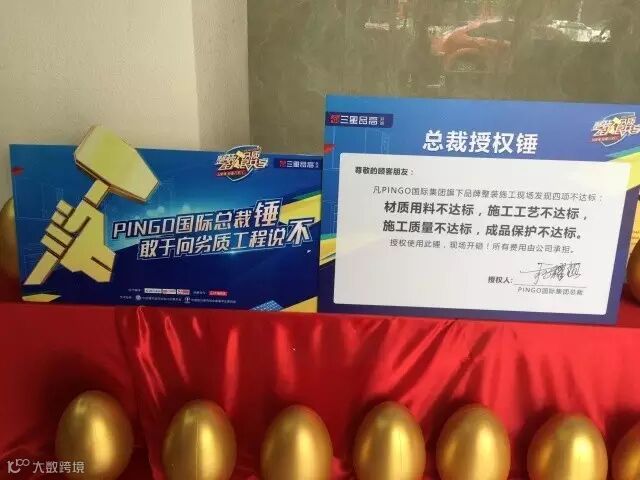 三星品高
PINGO国际总裁锤
敢于向劣质工程说不
三星品高
总裁授权锤
尊敬的顾客朋友：
凡PINGO国际集团旗下品牌整装施工现场发现四项不达标：
材质用料不达标，施工工艺不达标，
施工质量不达标，成品保护不达标。
授权使用此锤，现场开砸！所有费用由公司承担。
授权人：
PINGO国际集团总裁
大数跨境